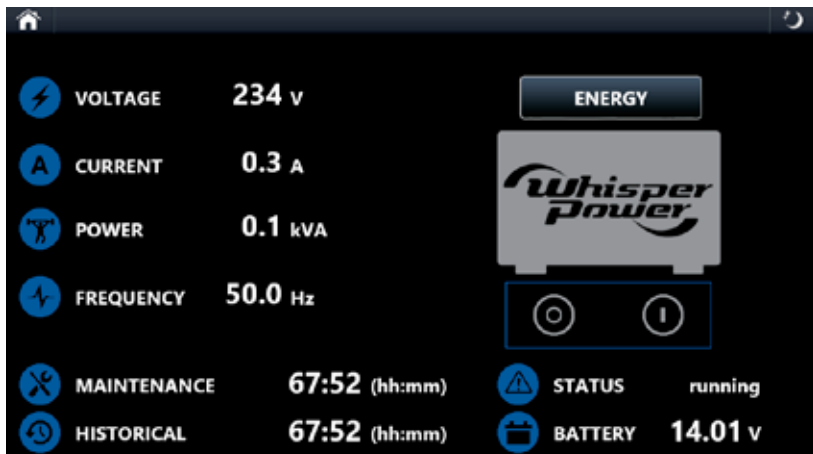 VOLTAGE 234 V
ENERGY
CURRENT 0.3 A
Whisper
Power
POWER 0.1 kVA
FREQUENCY 50.0 Hz
MAINTENANCE 67:52 (hh:mm)
STATUS running
HISTORICAL 67:52 (hh:mm)
BATTERY 14.01 V